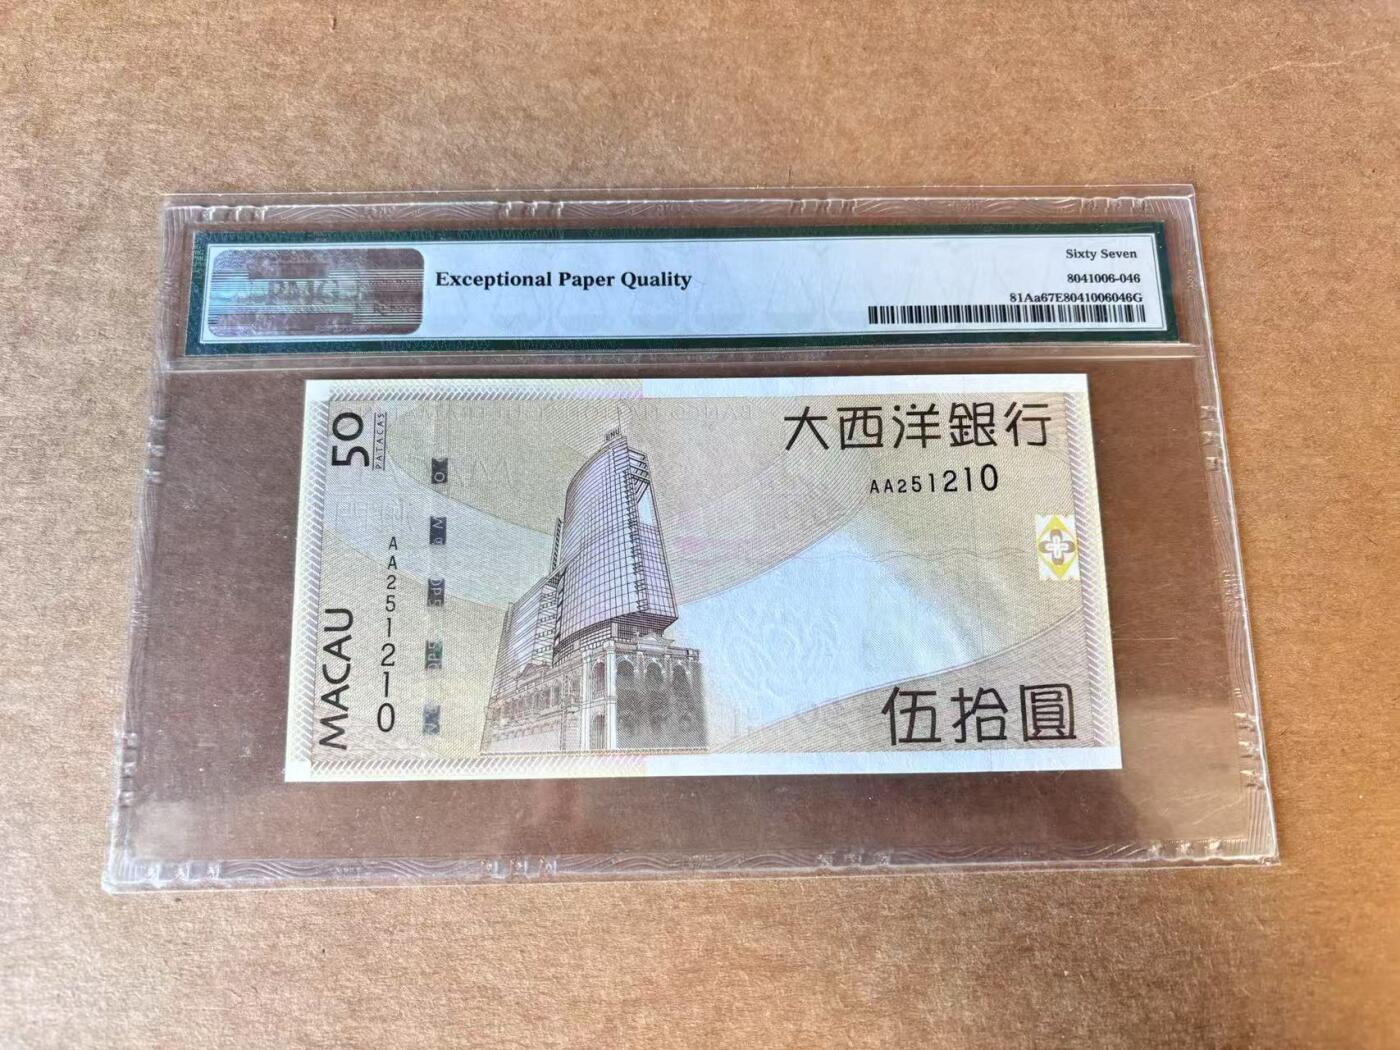 Exceptional Paper Quality
Sixty Seven
8041006-046
81Aa67E8041006046G
50
PATACAS
大西洋銀行
AA251210
BNU
AA251210
MACAU
伍拾圓